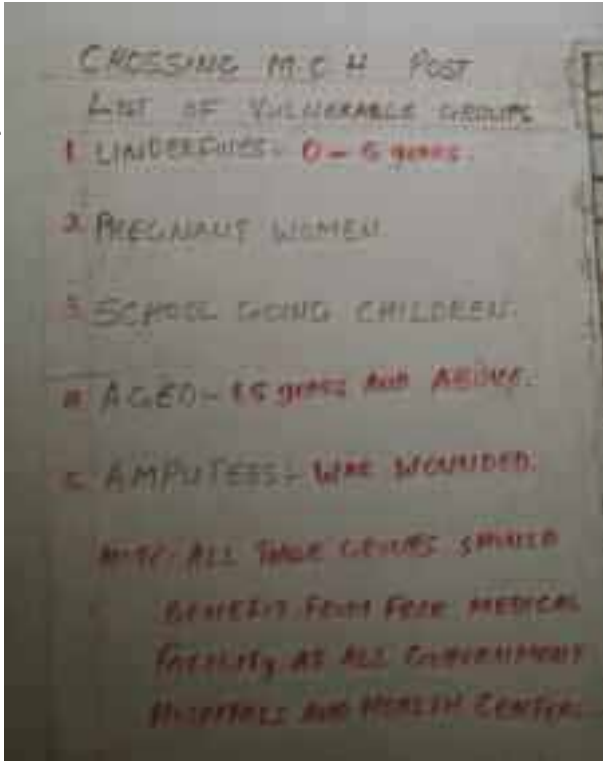 CROSSING M.C.H POST
LIST OF VULNERABLE GROUPS
1. UNDERFIVES - 0 - 5 years.
2. PREGNANT WOMEN
3. SCHOOL GOING CHILDREN.
4. AGED - 65 years AND ABOVE.
5. AMPUTEES - WAR WOUNDED.
NOTE: ALL THESE GROUPS SHOULD
BENEFIT FROM FREE MEDICAL
FACILITY AT ALL GOVERNMENT
HOSPITALS AND HEALTH CENTERS.